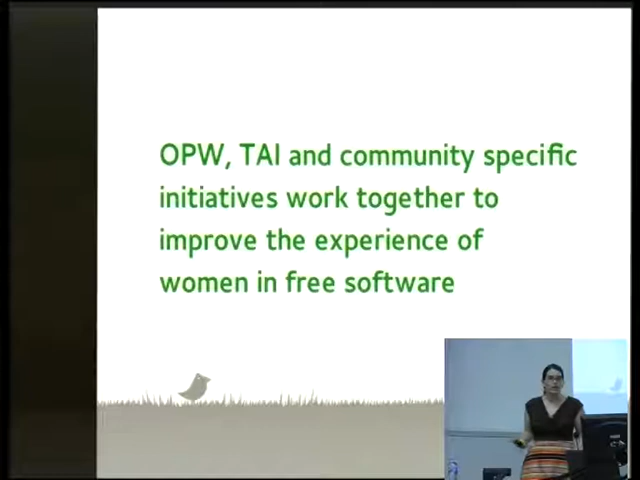 OPW, TAI and community specific
initiatives work together to
improve the experience of
women in free software